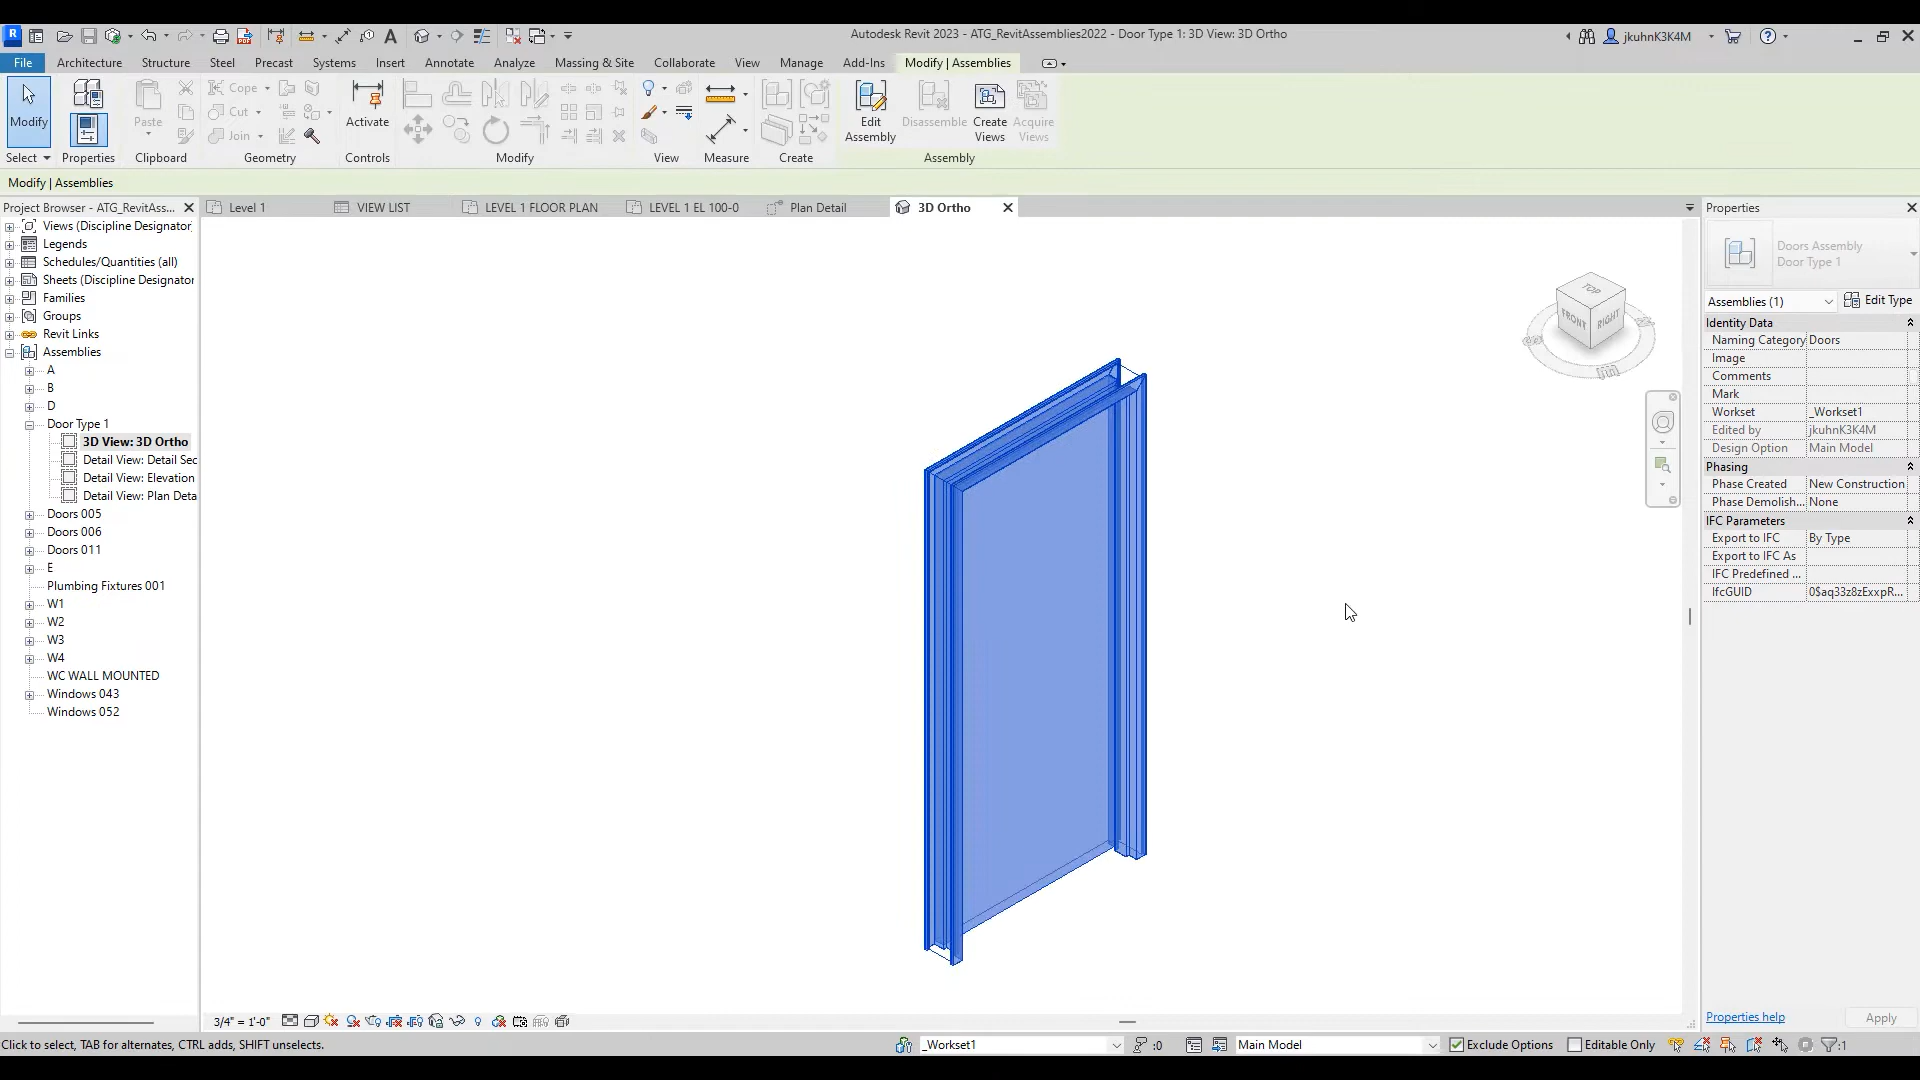 Autodesk Revit 2023 - ATG_RevitAssemblies2022 - Door Type 1: 3D View: 3D Ortho
jkuhnK3K4M
File Architecture Structure Steel Precast Systems Insert Annotate Analyze Massing & Site Collaborate View Manage Add-Ins Modify | Assemblies
Modify
Paste
Cope
Cut
Join
Activate
Edit Assembly
Disassemble
Create Views
Acquire Views
Select Properties Clipboard Geometry Controls Modify View Measure Create Assembly
Modify | Assemblies
Project Browser - ATG_RevitAss...
Level 1
VIEW LIST
LEVEL 1 FLOOR PLAN
LEVEL 1 EL 100-0
Plan Detail
3D Ortho
Views (Discipline Designator
Legends
Schedules/Quantities (all)
Sheets (Discipline Designator
Families
Groups
Revit Links
Assemblies
A
B
D
Door Type 1
3D View: 3D Ortho
Detail View: Detail Sec
Detail View: Elevation
Detail View: Plan Deta
Doors 005
Doors 006
Doors 011
E
Plumbing Fixtures 001
W1
W2
W3
W4
WC WALL MOUNTED
Windows 043
Windows 052
TOP
FRONT
RIGHT
Properties
Doors Assembly
Door Type 1
Assemblies (1)
Edit Type
Identity Data
Naming Category Doors
Image
Comments
Mark
Workset _Workset1
Edited by jkuhnK3K4M
Design Option Main Model
Phasing
Phase Created New Construction
Phase Demolish... None
IFC Parameters
Export to IFC By Type
Export to IFC As
IFC Predefined ...
IfcGUID 0$aq33z8zExxpR...
Properties help
Apply
3/4" = 1'-0"
Click to select, TAB for alternates, CTRL adds, SHIFT unselects.
_Workset1
:0
Main Model
Exclude Options
Editable Only
:1